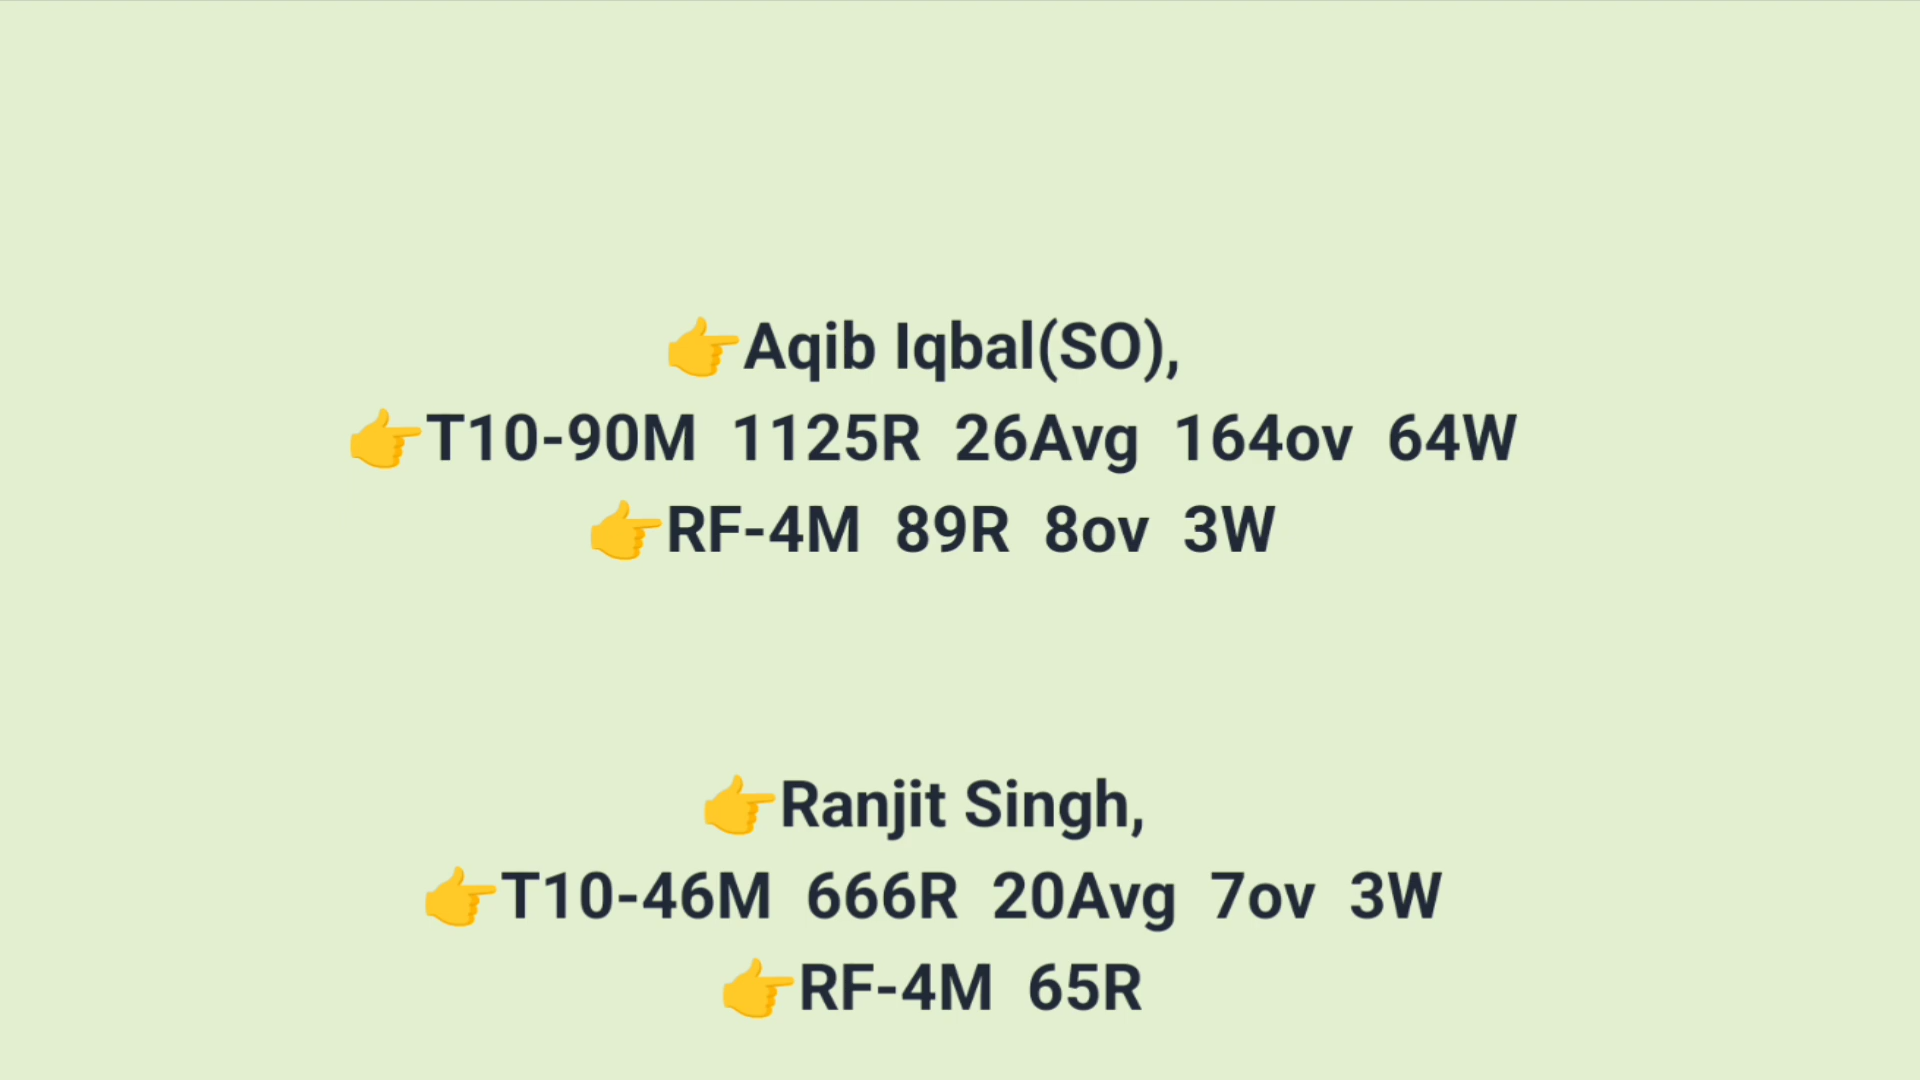 👉Aqib Iqbal(SO),
👉T10-90M 1125R 26Avg 164ov 64W
👉RF-4M 89R 8ov 3W
👉Ranjit Singh,
👉T10-46M 666R 20Avg 7ov 3W
👉RF-4M 65R